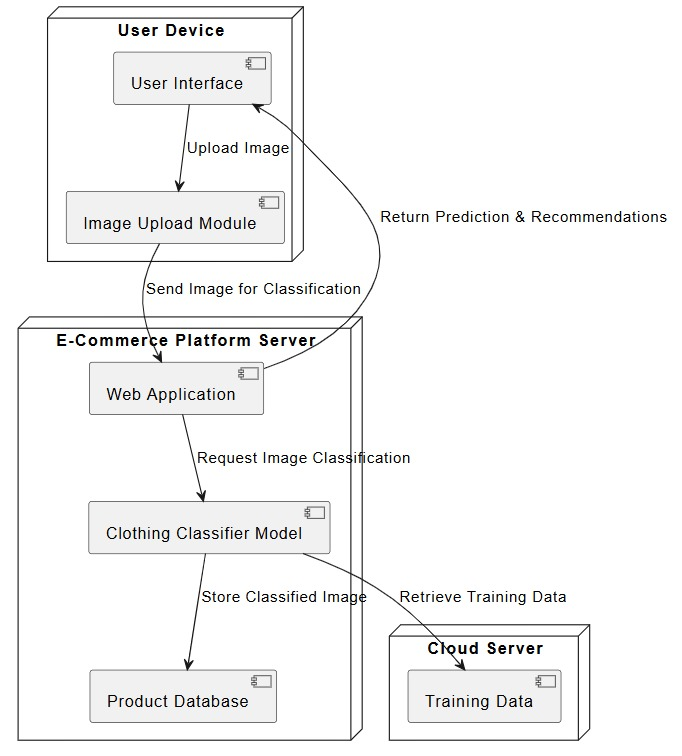 User Device
User Interface
Upload Image
Image Upload Module
Return Prediction & Recommendations
Send Image for Classification
E-Commerce Platform Server
Web Application
Request Image Classification
Clothing Classifier Model
Store Classified Image
Retrieve Training Data
Cloud Server
Product Database
Training Data